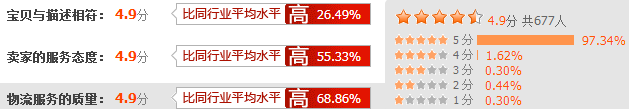 宝贝与描述相符： 4.9分 比同行业平均水平 高 26.49%
卖家的服务态度： 4.9分 比同行业平均水平 高 55.33%
物流服务的质量： 4.9分 比同行业平均水平 高 68.86%
4.9分 共677人
5分 97.34%
4分 1.62%
3分 0.30%
2分 0.44%
1分 0.30%